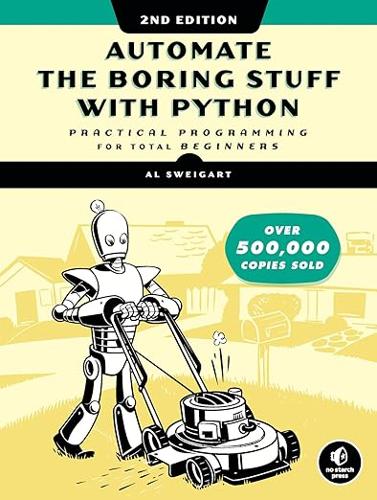 2ND EDITION
AUTOMATE
THE BORING STUFF
WITH PYTHON
PRACTICAL PROGRAMMING
FOR TOTAL BEGINNERS
AL SWEIGART
OVER
500,000
COPIES SOLD
no starch
press